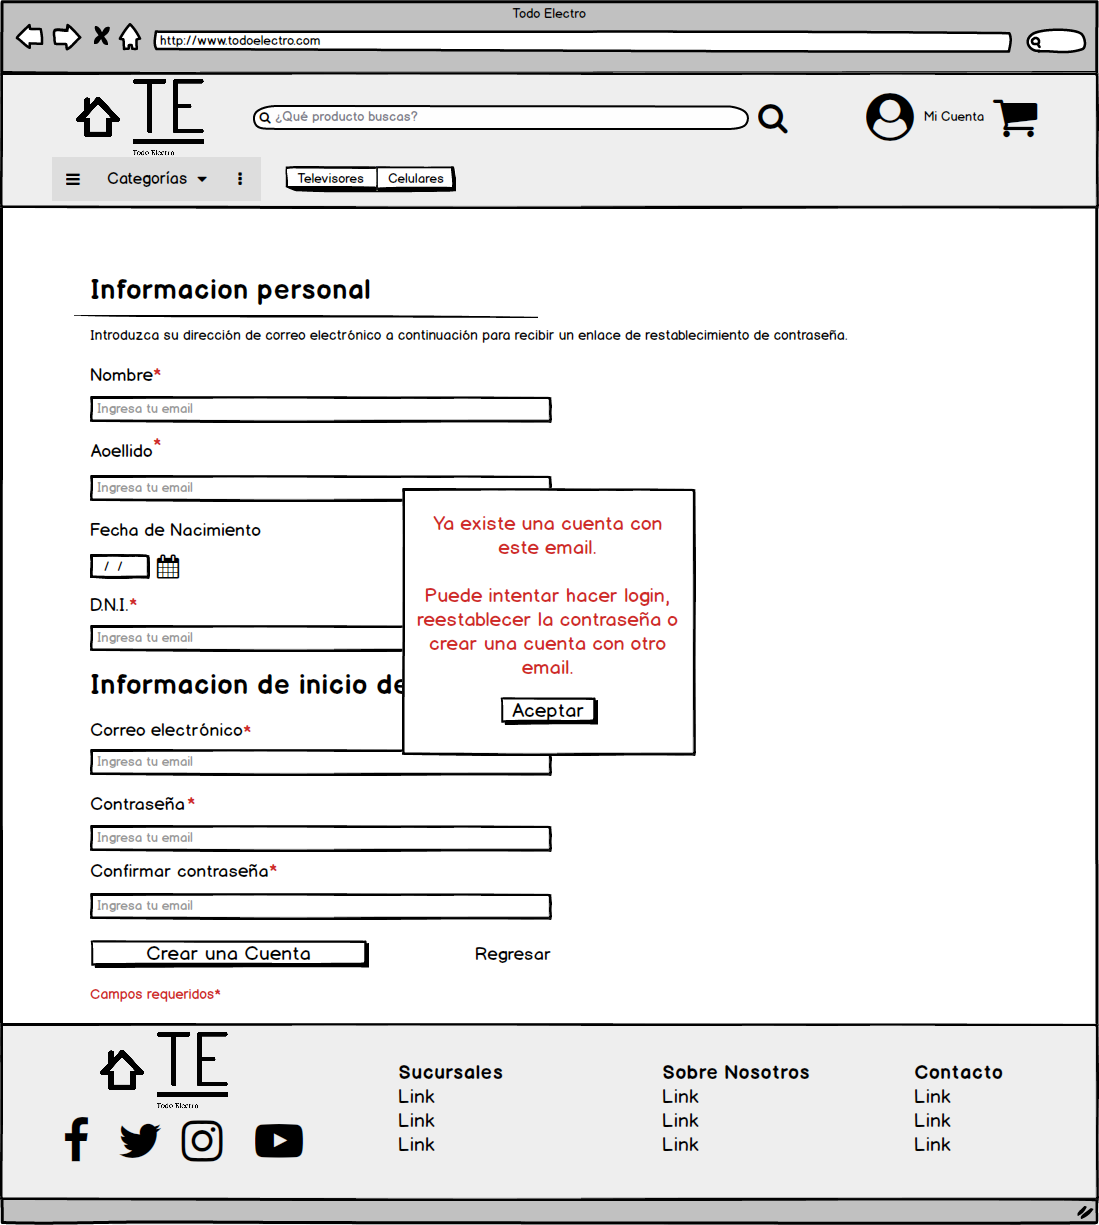 Todo Electro
http://www.todoelectro.com
TE
Todo Electro
¿Qué producto buscas?
Mi Cuenta
Categorías
Televisores
Celulares
Informacion personal
Introduzca su dirección de correo electrónico a continuación para recibir un enlace de restablecimiento de contraseña.
Nombre*
Ingresa tu email
Aoellido*
Ingresa tu email
Fecha de Nacimiento
/ /
D.N.I.*
Ingresa tu email
Informacion de inicio de
Correo electrónico*
Ingresa tu email
Contraseña*
Ingresa tu email
Confirmar contraseña*
Ingresa tu email
Crear una Cuenta
Regresar
Campos requeridos*
Ya existe una cuenta con
este email.
Puede intentar hacer login,
reestablecer la contraseña o
crear una cuenta con otro
email.
Aceptar
TE
Todo Electro
Sucursales
Link
Link
Link
Sobre Nosotros
Link
Link
Link
Contacto
Link
Link
Link